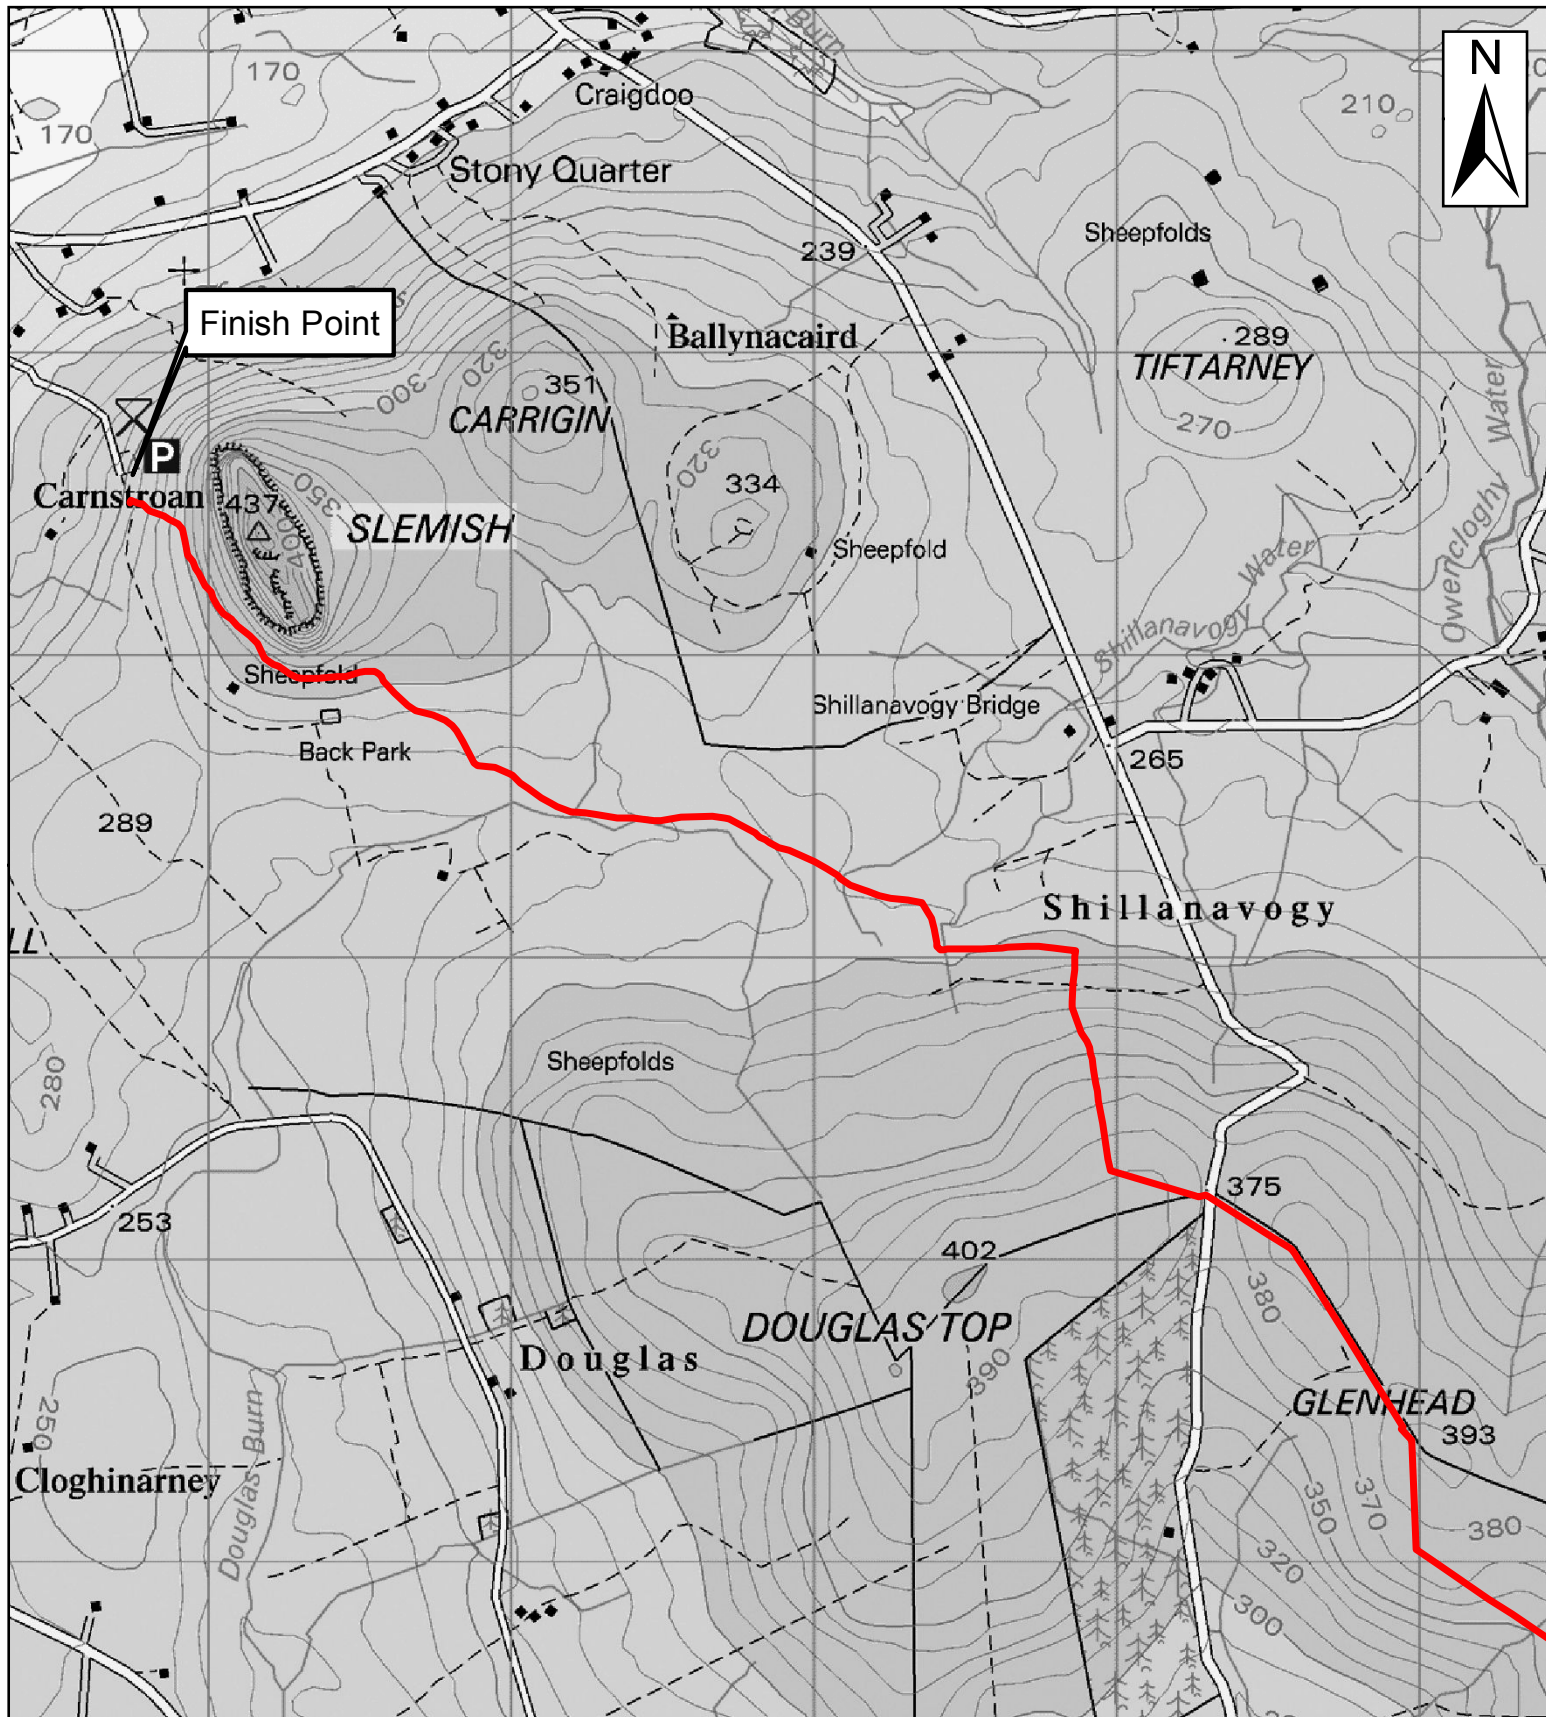 Burn
N
170
210
Craigdoo
170
Stony Quarter
239
Sheepfolds
Finish Point
Ballynacaird
289
TIFTARNEY
320
300
351
CARRIGIN
270
Water
P
Carnstroan
437
350
400
SLEMISH
320
334
Sheepfold
Water
Owencloghy
Shillanavogy
Sheepfold
Shillanavogy Bridge
Back Park
265
289
LL
Shillanavogy
280
Sheepfolds
375
253
402
380
DOUGLAS TOP
Douglas
390
GLENHEAD
393
250
Cloghinarney
Douglas Burn
350
370
380
320
300